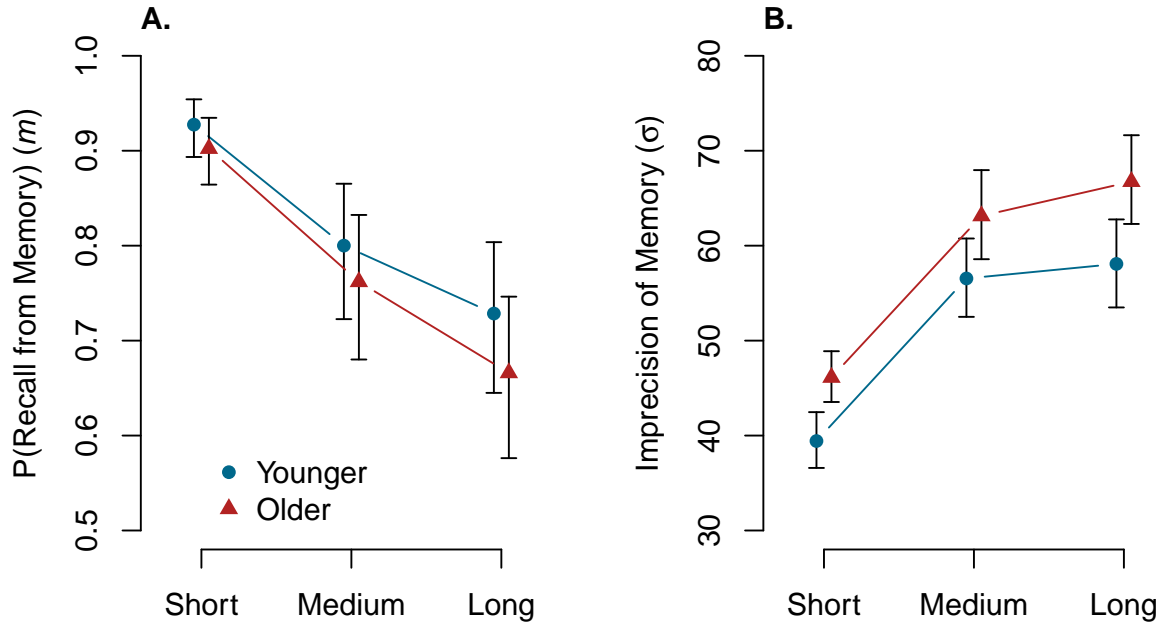 A.
P(Recall from Memory) (m)
1.0
0.9
0.8
0.7
0.6
0.5
Younger
Older
Short Medium Long
B.
Imprecision of Memory (σ)
80
70
60
50
40
30
Short Medium Long